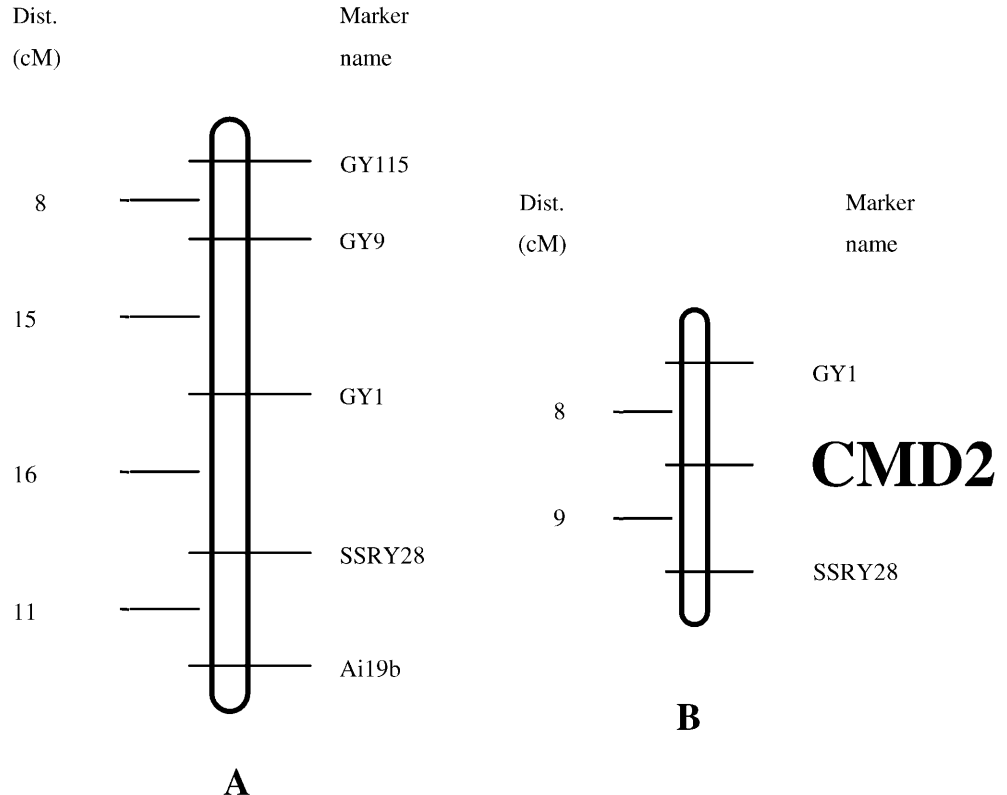 Dist.
(cM)
Marker
name
GY115
8
GY9
15
GY1
16
SSRY28
11
Ai19b
A
Dist.
(cM)
Marker
name
GY1
8
CMD2
9
SSRY28
B